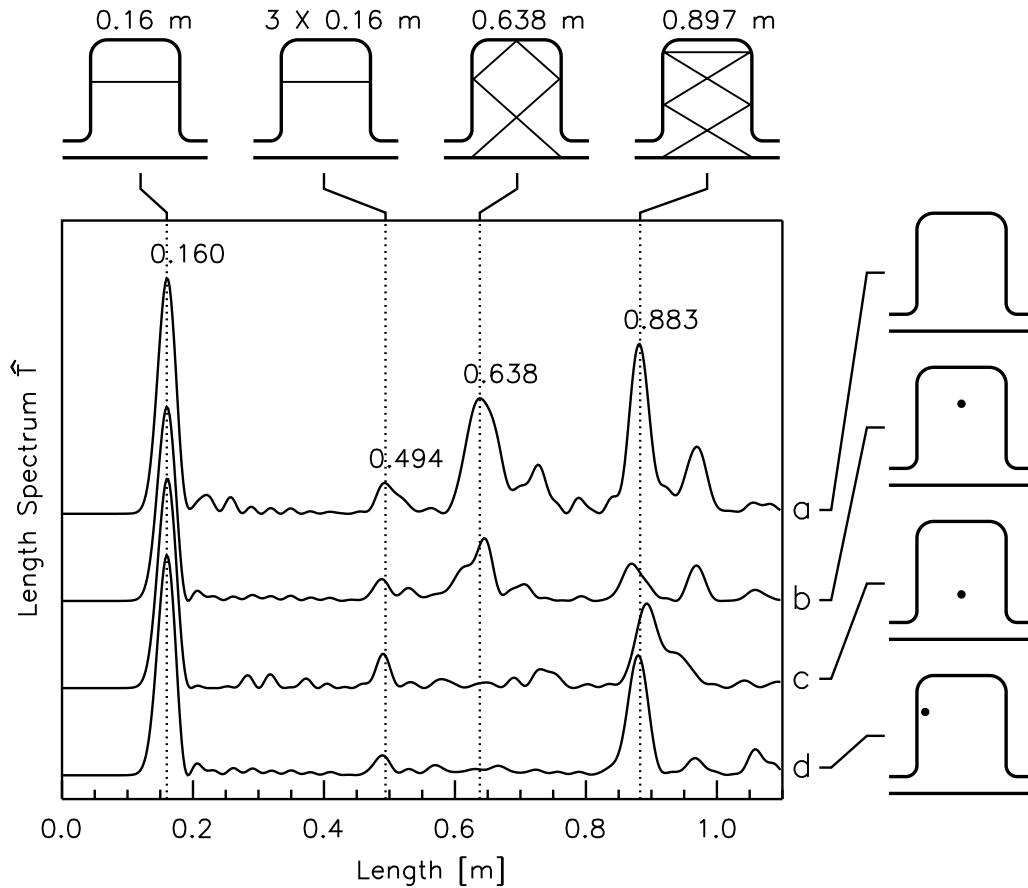 0.16 m
3 X 0.16 m
0.638 m
0.897 m
0.160
0.883
0.638
0.494
Length Spectrum T̂
a
b
c
d
0.0 0.2 0.4 0.6 0.8 1.0
Length [m]